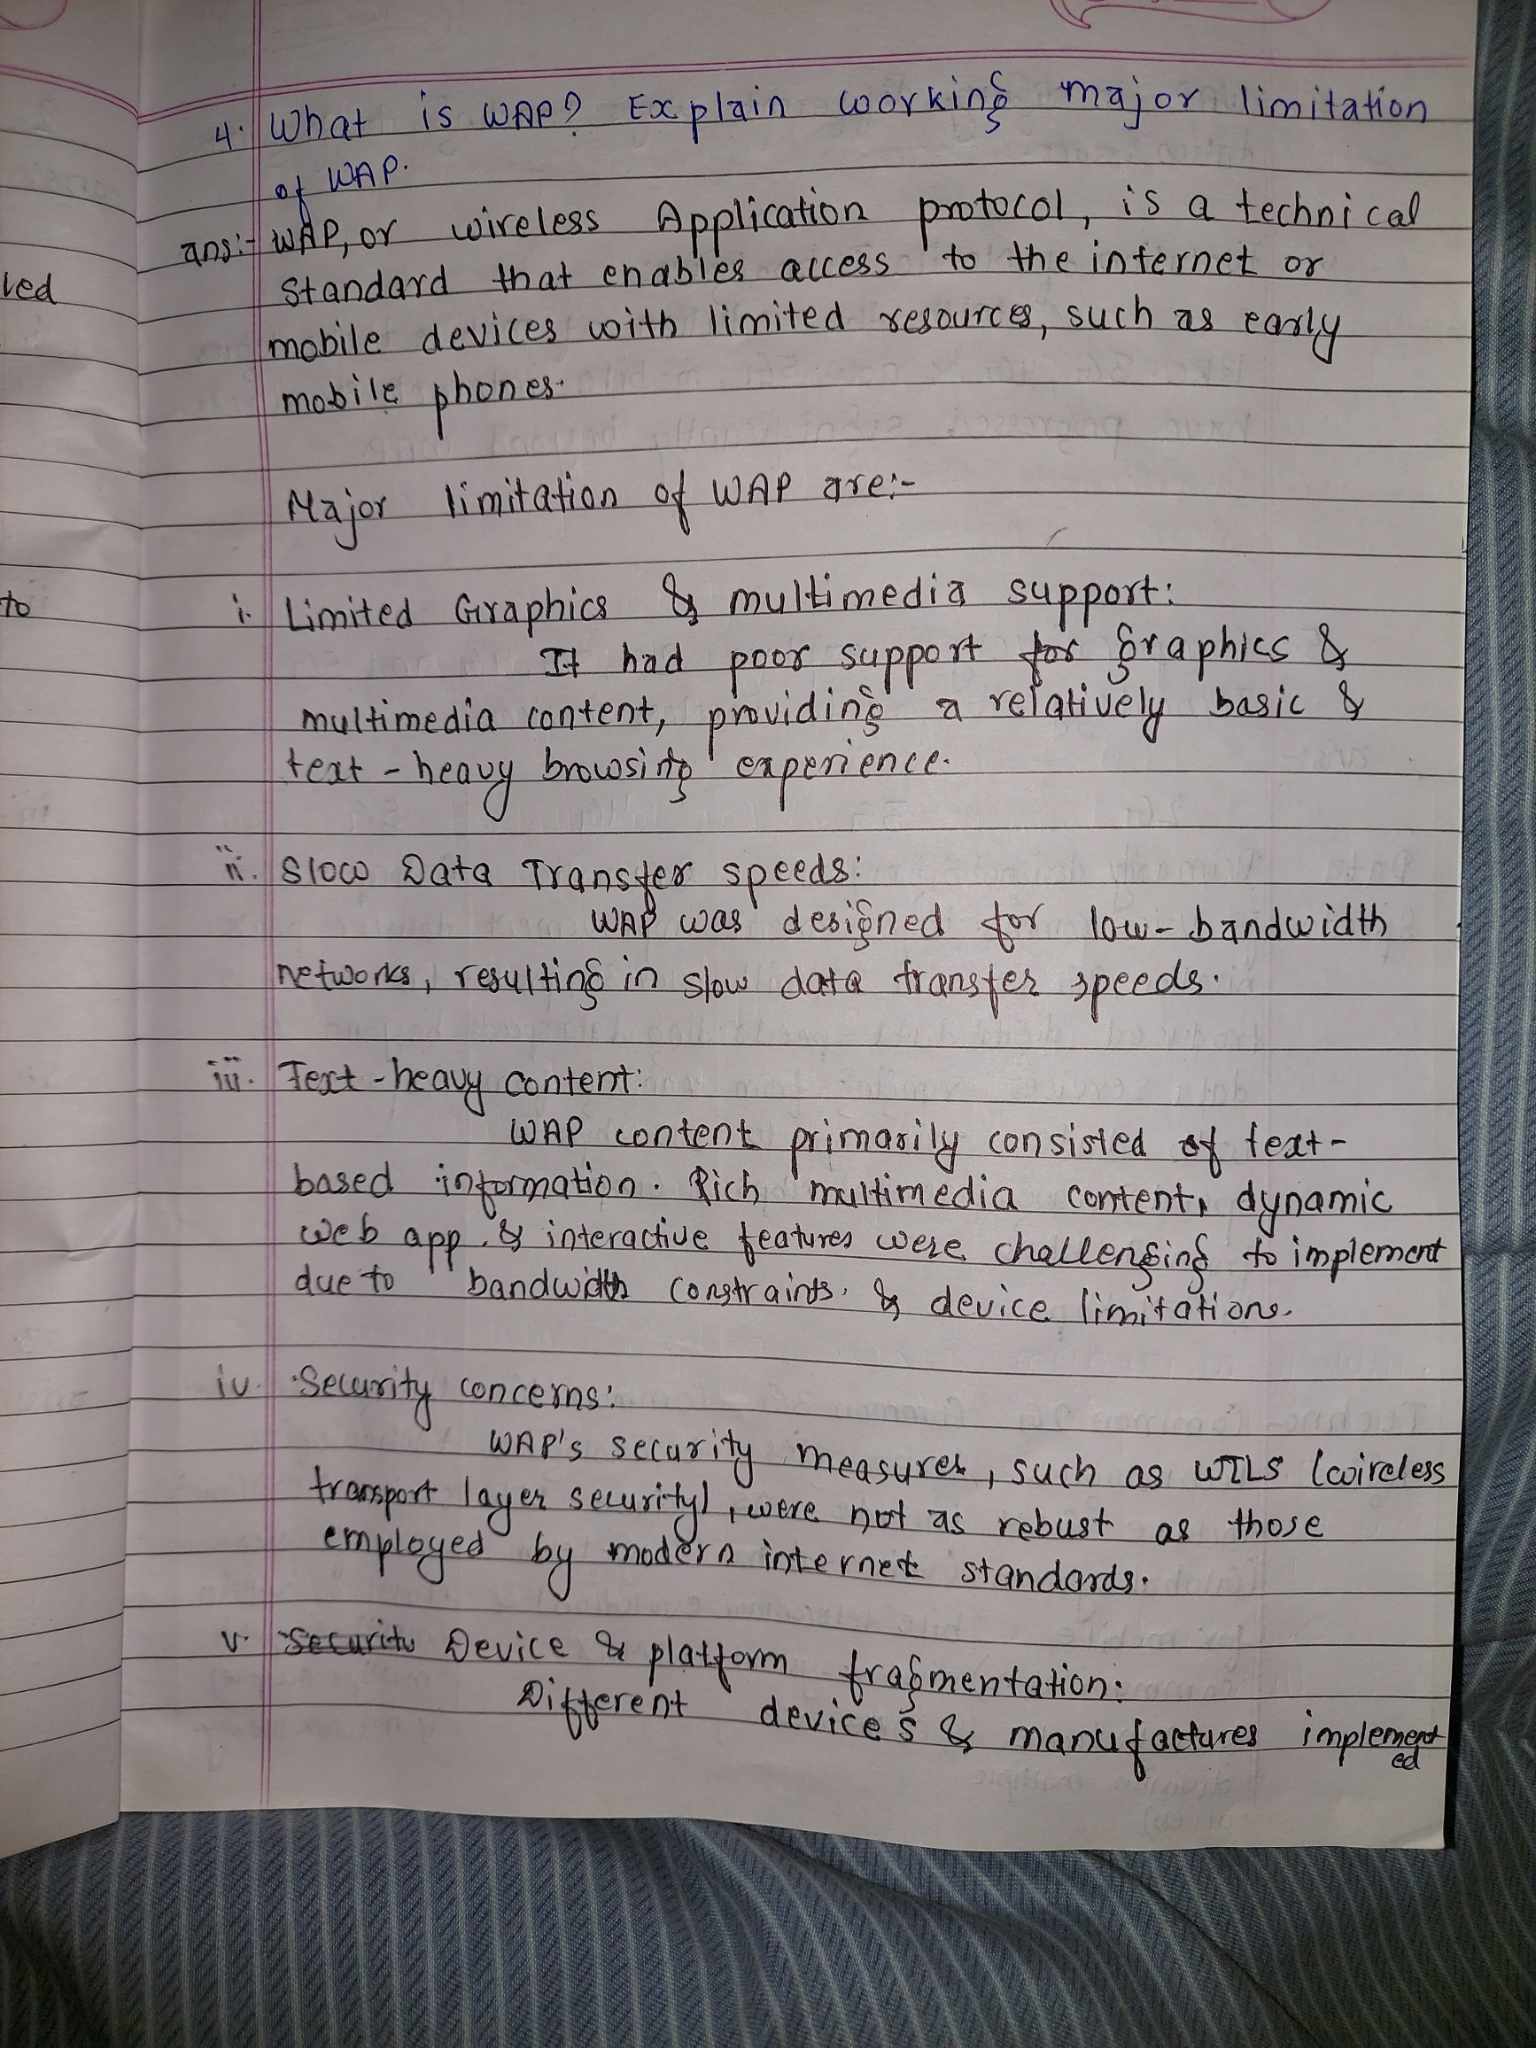 4. What is WAP? Explain working major limitation
of WAP.
ans:- WAP, or wireless Application protocol, is a technical
standard that enables access to the internet or
mobile devices with limited resources, such as early
mobile phones.
Major limitation of WAP are:-
i. Limited Graphics & multimedia support:
It had poor support for graphics &
multimedia content, providing a relatively basic &
text-heavy browsing experience.
ii. Slow Data Transfer speeds:
WAP was designed for low-bandwidth
networks, resulting in slow data transfer speeds.
iii. Text-heavy content:
WAP content primarily consisted of text-
based information. Rich multimedia content, dynamic
web app. & interactive features were challenging to implement
due to bandwidth constraints. & device limitations.
iv. Security concerns:
WAP's security measures, such as WTLS (wireless
transport layer security), were not as rebust as those
employed by modern internet standards.
v. Security Device & platform fragmentation:
Different devices & manufactures implement
ed
led
to